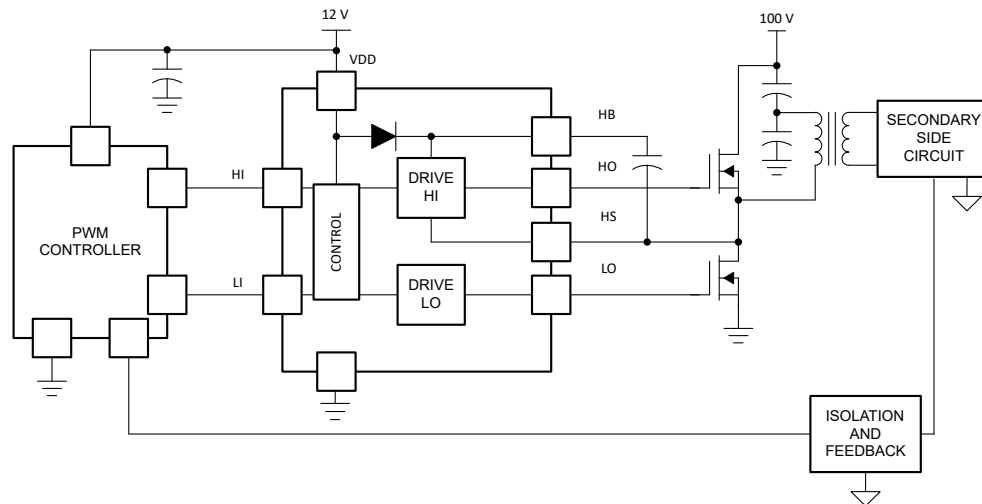 12 V
100 V
VDD
HB
SECONDARY
SIDE
CIRCUIT
HI
DRIVE
HI
HO
PWM
CONTROLLER
CONTROL
HS
LI
DRIVE
LO
LO
ISOLATION
AND
FEEDBACK